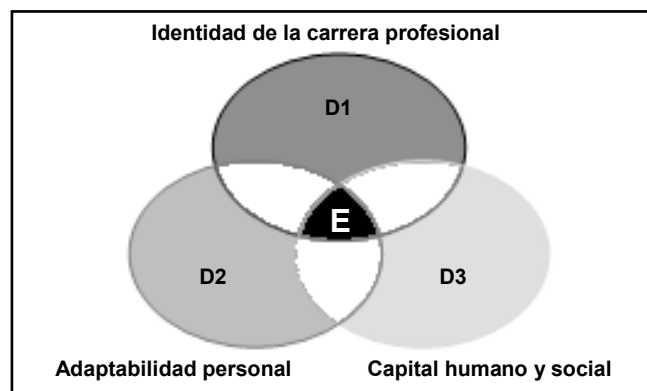 Identidad de la carrera profesional
D1
E
D2
D3
Adaptabilidad personal
Capital humano y social